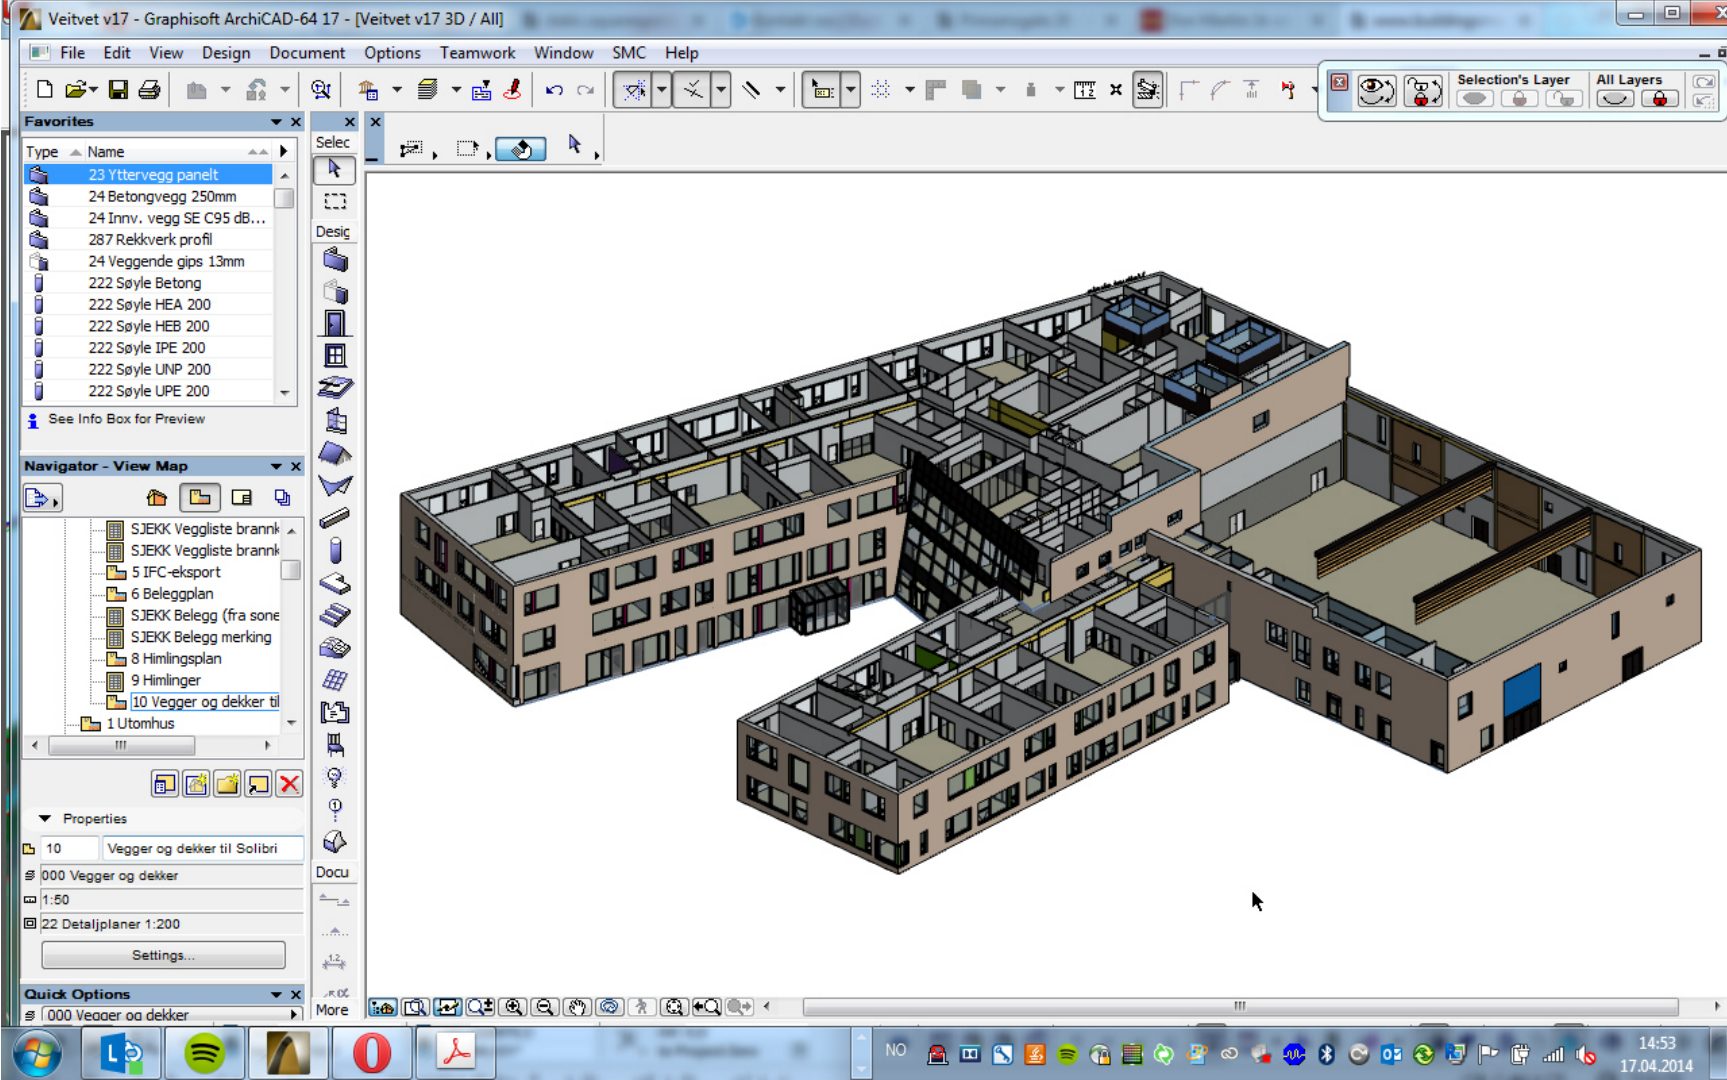 Veitvet v17 - Graphisoft ArchiCAD-64 17 - [Veitvet v17 3D / All]
File Edit View Design Document Options Teamwork Window SMC Help
Selection's Layer All Layers
Favorites
Type Name
23 Yttervegg panelt
24 Betongvegg 250mm
24 Innv. vegg SE C95 dB...
287 Rekkverk profil
24 Veggende gips 13mm
222 Søyle Betong
222 Søyle HEA 200
222 Søyle HEB 200
222 Søyle IPE 200
222 Søyle UNP 200
222 Søyle UPE 200
See Info Box for Preview
Navigator - View Map
SJEKK Veggliste brannk
SJEKK Veggliste brannk
5 IFC-eksport
6 Beleggplan
SJEKK Belegg (fra sone
SJEKK Belegg merking
8 Himlingsplan
9 Himlinger
10 Vegger og dekker til
1 Utomhus
Properties
10 Vegger og dekker til Solibri
000 Vegger og dekker
1:50
22 Detaljplaner 1:200
Settings...
Quick Options
000 Vegger og dekker
Selec
Desig
Docu
1.2
More
NO
14:53
17.04.2014